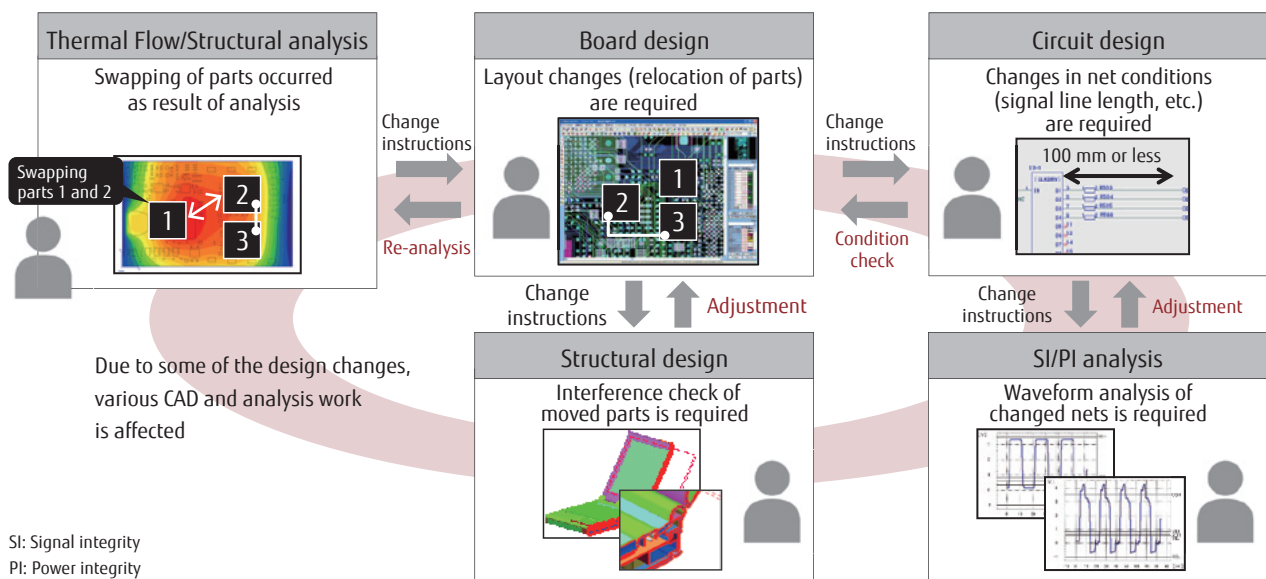 Thermal Flow/Structural analysis
Swapping of parts occurred
as result of analysis
Swapping
parts 1 and 2
1
2
3
Change
instructions
Re-analysis
Board design
Layout changes (relocation of parts)
are required
1
2
3
Change
instructions
Condition
check
Circuit design
Changes in net conditions
(signal line length, etc.)
are required
100 mm or less
Change
instructions
Adjustment
Change
instructions
Adjustment
Due to some of the design changes,
various CAD and analysis work
is affected
Structural design
Interference check of
moved parts is required
SI/PI analysis
Waveform analysis of
changed nets is required
SI: Signal integrity
PI: Power integrity